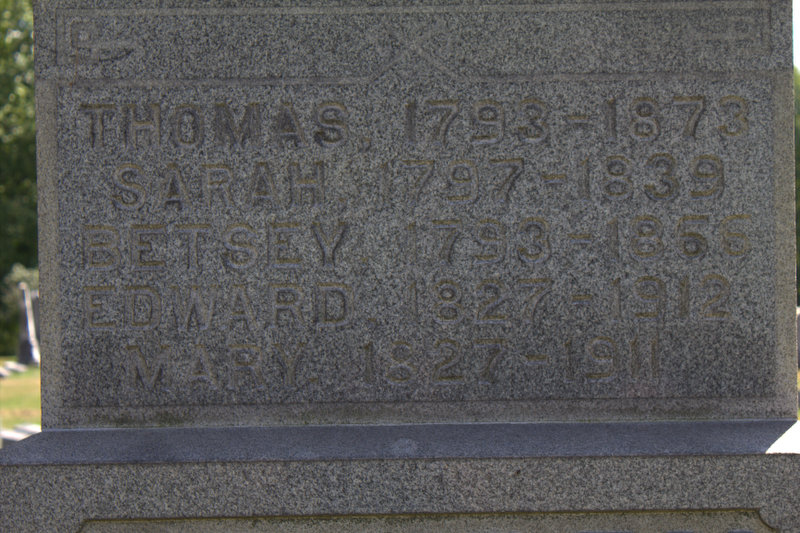 THOMAS, 1793-1873
SARAH, 1797-1839
BETSEY, 1793-1856
EDWARD, 1827-1912
MARY, 1827-1911